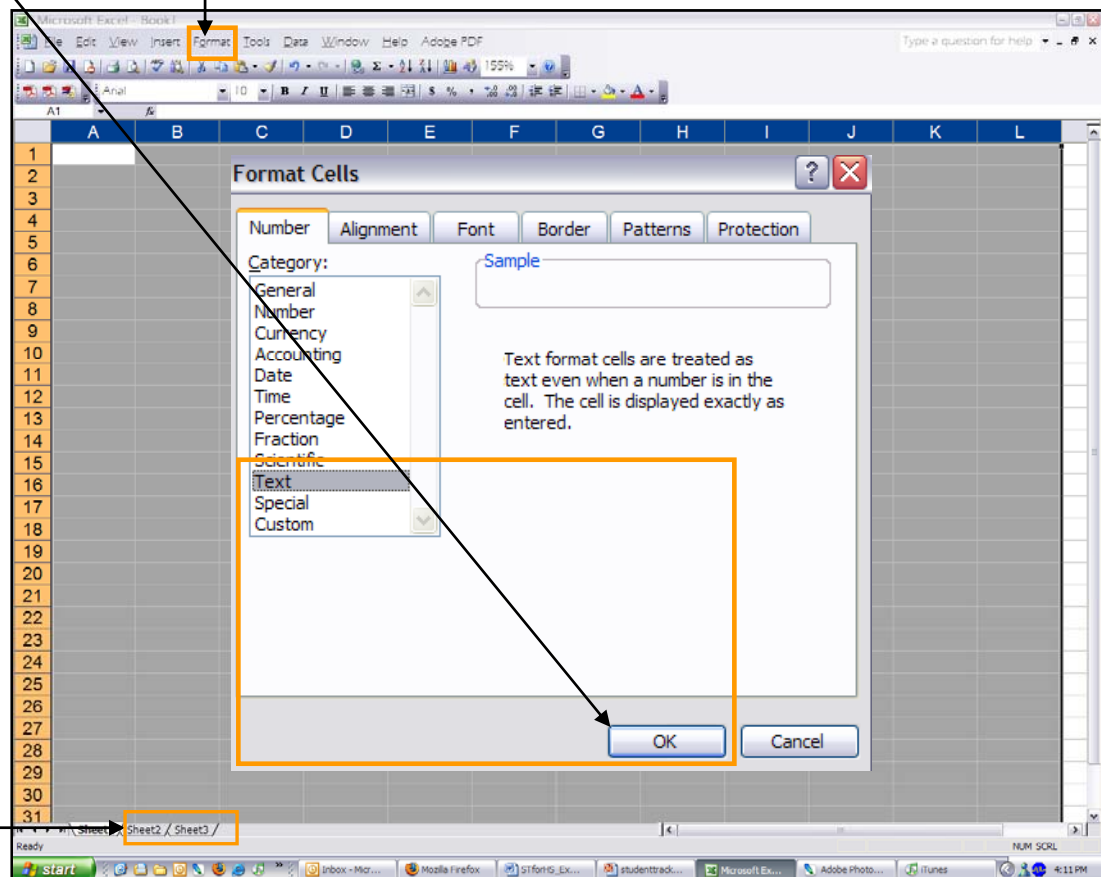 Microsoft Excel - Book1
File Edit View Insert Format Tools Data Window Help Adobe PDF Type a question for help
155%
Arial 10 B I U $ % ,
A1 fx
A B C D E F G H I J K L
1
2
3
4
5
6
7
8
9
10
11
12
13
14
15
16
17
18
19
20
21
22
23
24
25
26
27
28
29
30
31
Format Cells
Number Alignment Font Border Patterns Protection
Category:
General
Number
Currency
Accounting
Date
Time
Percentage
Fraction
Scientific
Text
Special
Custom
Sample
Text format cells are treated as
text even when a number is in the
cell. The cell is displayed exactly as
entered.
OK Cancel
Sheet2 / Sheet3 /
Ready NUM SCRL
start Inbox - Micr... Mozilla Firefox STforHS_Ex... studenttrack... Microsoft Ex... Adobe Photo... iTunes 4:11 PM